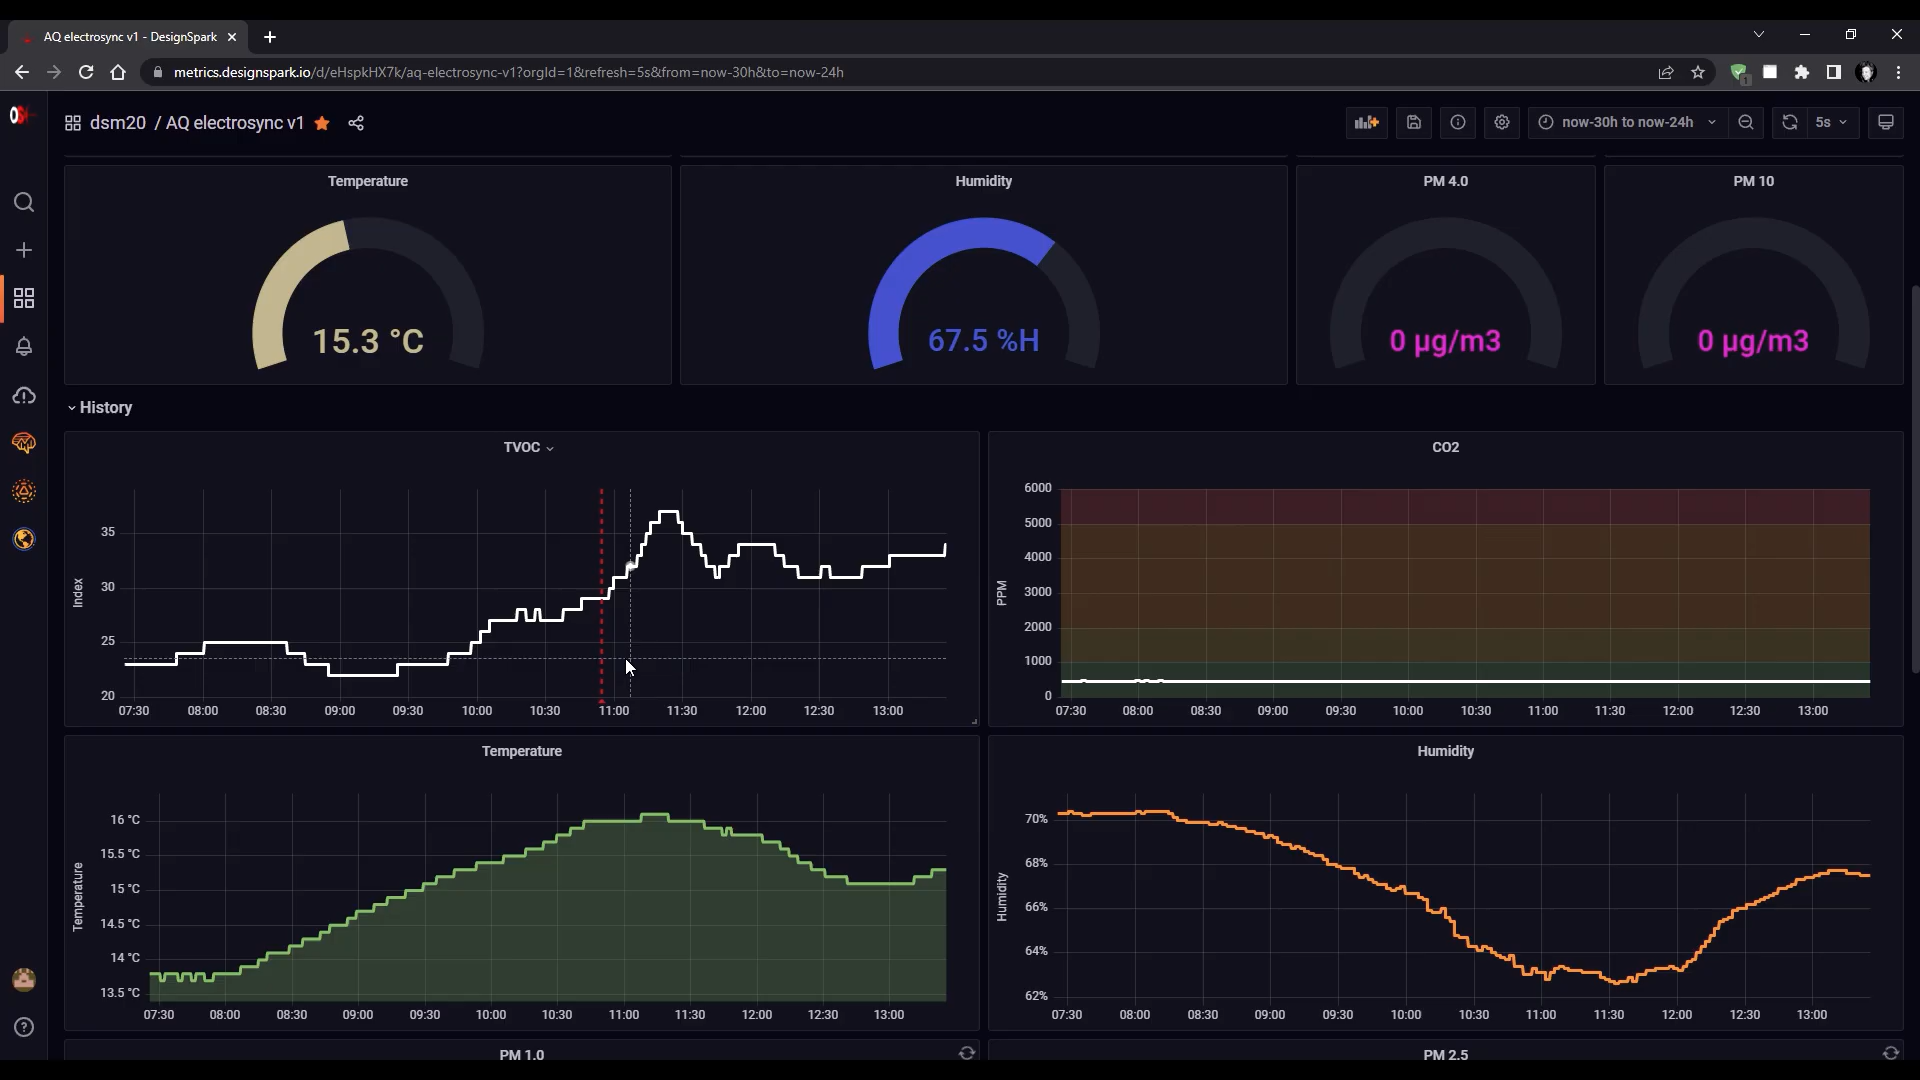 AQ electrosync v1 - DesignSpark
metrics.designspark.io/d/eHspkHX7k/aq-electrosync-v1?orgId=1&refresh=5s&from=now-30h&to=now-24h
1
dsm20 / AQ electrosync v1
now-30h to now-24h
5s
Temperature
Humidity
PM 4.0
PM 10
15.3 °C
67.5 %H
0 µg/m3
0 µg/m3
History
TVOC
35
30
25
20
Index
07:30 08:00 08:30 09:00 09:30 10:00 10:30 11:00 11:30 12:00 12:30 13:00
CO2
6000
5000
4000
3000
2000
1000
0
PPM
07:30 08:00 08:30 09:00 09:30 10:00 10:30 11:00 11:30 12:00 12:30 13:00
Temperature
16 °C
15.5 °C
15 °C
14.5 °C
14 °C
13.5 °C
Temperature
07:30 08:00 08:30 09:00 09:30 10:00 10:30 11:00 11:30 12:00 12:30 13:00
Humidity
70%
68%
66%
64%
62%
Humidity
07:30 08:00 08:30 09:00 09:30 10:00 10:30 11:00 11:30 12:00 12:30 13:00
PM 1.0
PM 2.5